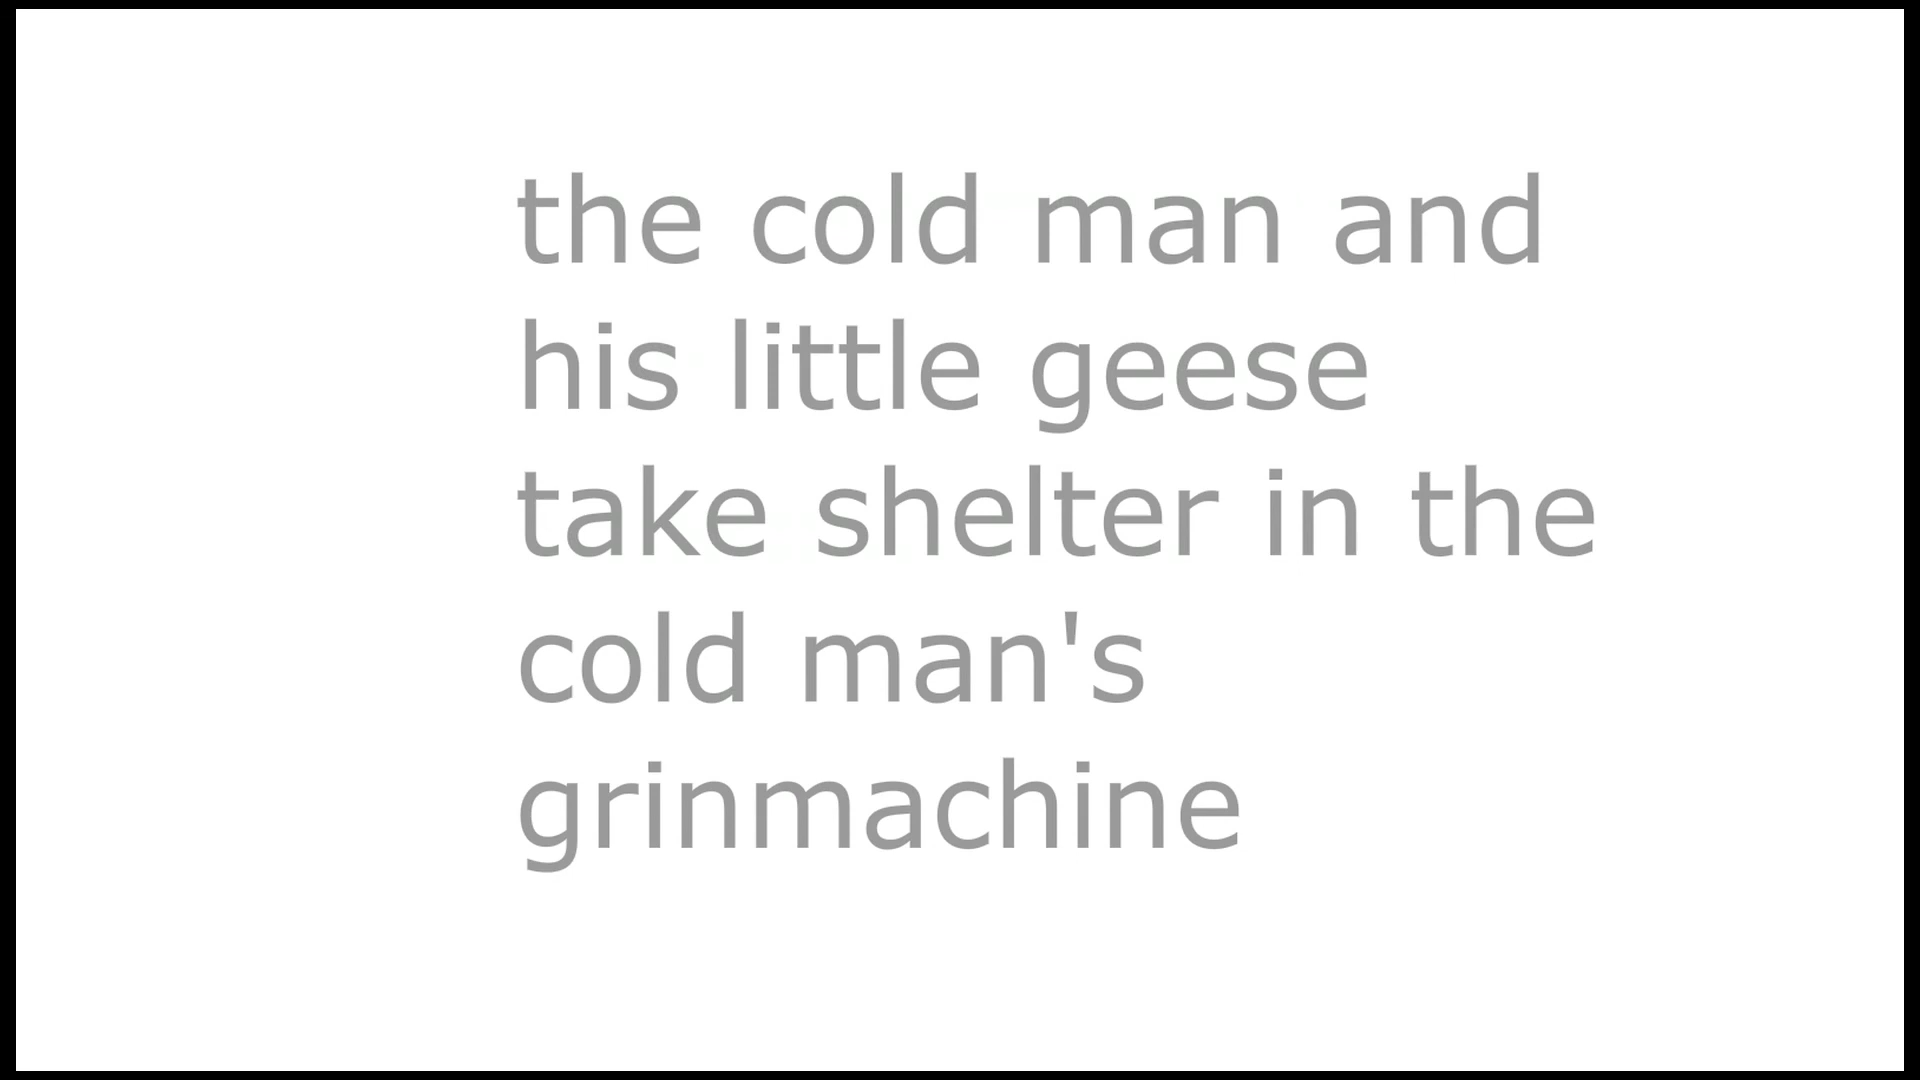 the cold man and
his little geese
take shelter in the
cold man's
grinmachine